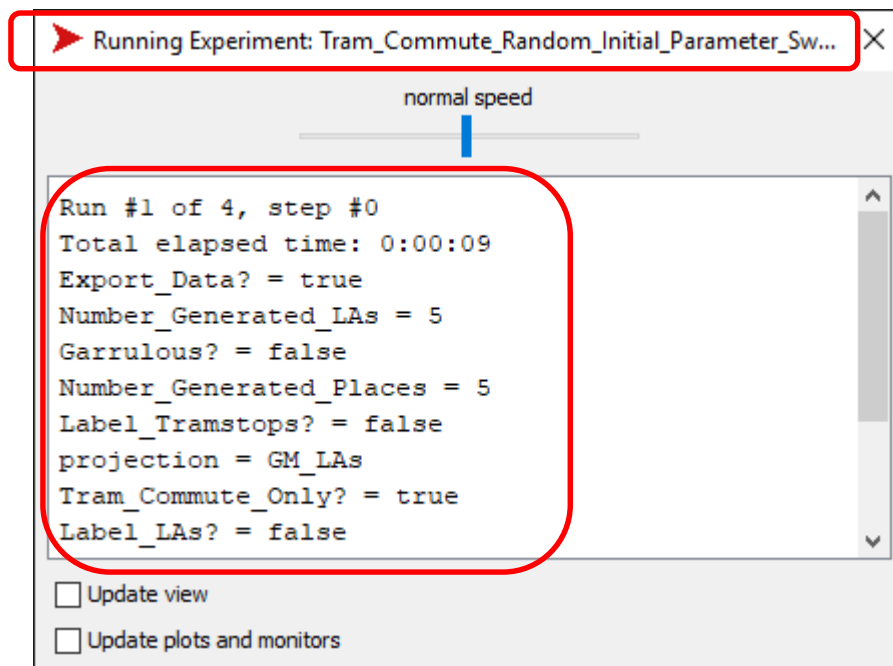 Running Experiment: Tram_Commute_Random_Initial_Parameter_Sw...
normal speed
Run #1 of 4, step #0
Total elapsed time: 0:00:09
Export_Data? = true
Number_Generated_LAs = 5
Garrulous? = false
Number_Generated_Places = 5
Label_Tramstops? = false
projection = GM_LAs
Tram_Commute_Only? = true
Label_LAs? = false
Update view
Update plots and monitors